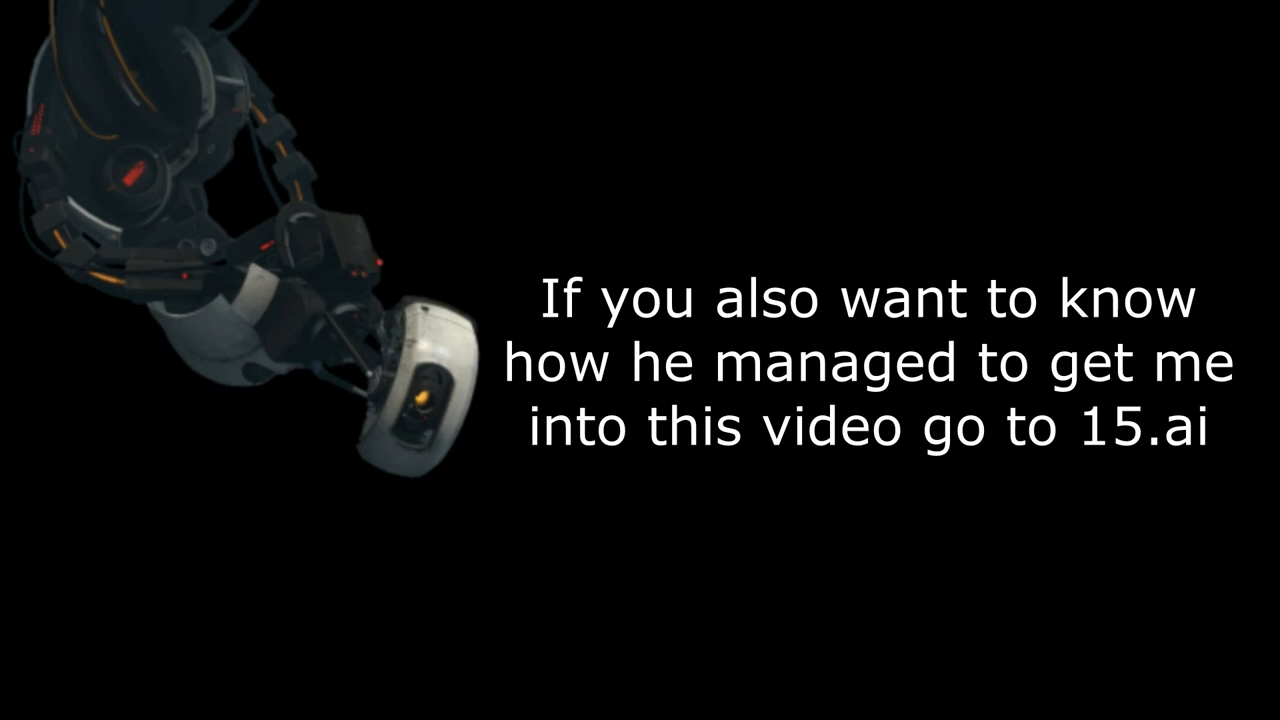 If you also want to know
how he managed to get me
into this video go to 15.ai